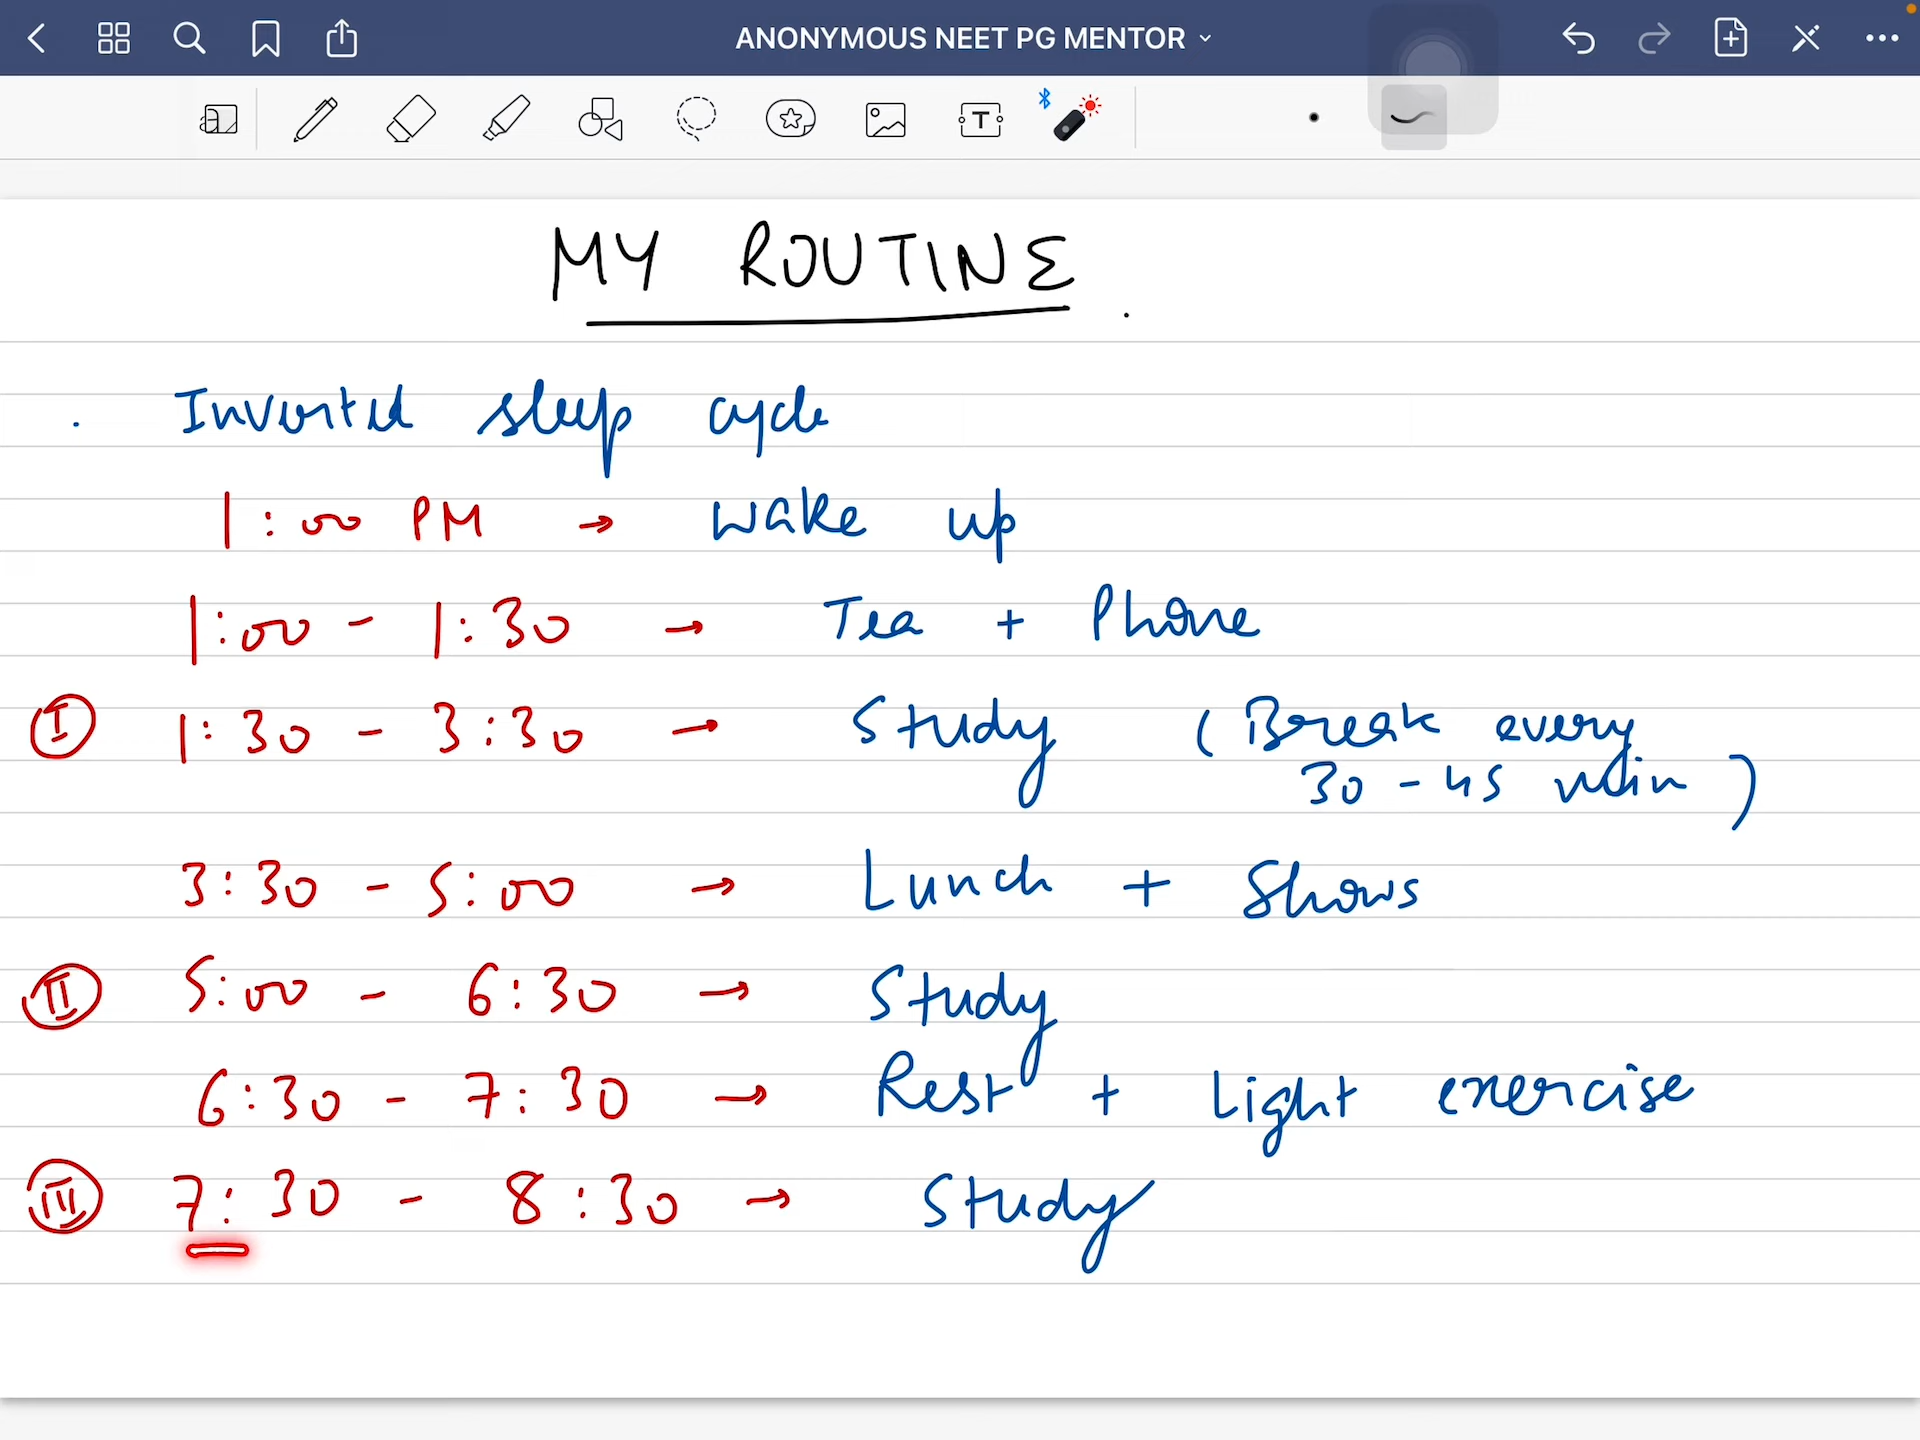 ANONYMOUS NEET PG MENTOR
T
MY ROUTINE.
. Inverted sleep cycle
1:00 PM → wake up
1:00 - 1:30 → Tea + Phone
I 1:30 - 3:30 → Study (Break every
30 - 45 min)
3:30 - 5:00 → Lunch + Shows
II 5:00 - 6:30 → Study
6:30 - 7:30 → Rest + Light exercise
III 7:30 - 8:30 → Study